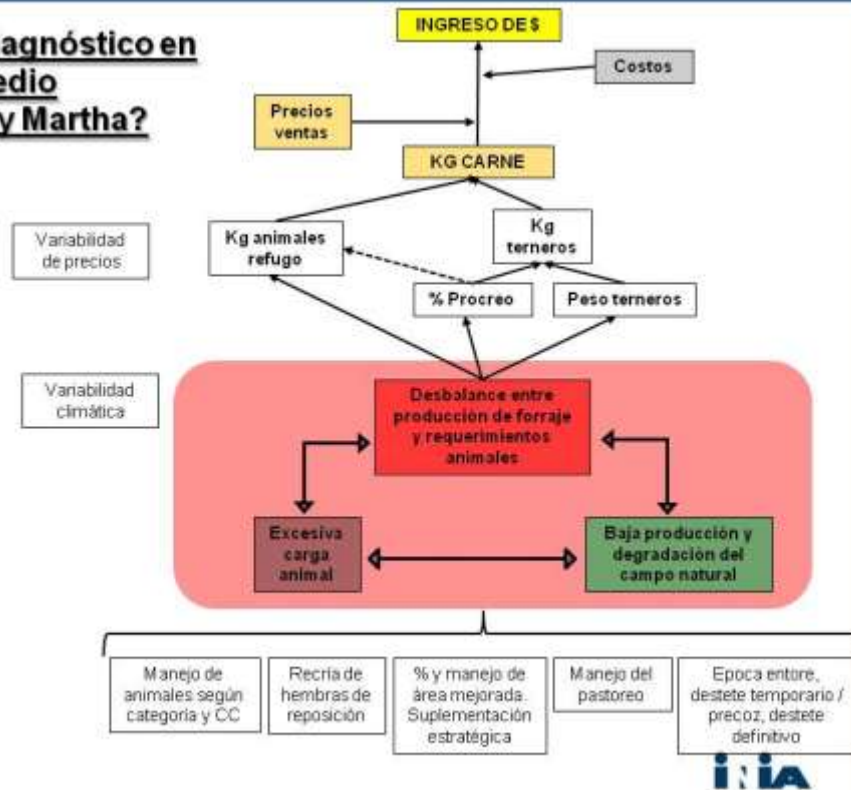 agnóstico en
edio
y Martha?
INGRESO DE $
Costos
Precios
ventas
KG CARNE
Variabilidad
de precios
Kg animales
refugo
Kg
terneros
% Procreo
Peso terneros
Variabilidad
climática
Desbalance entre
producción de forraje
y requerimientos
animales
Excesiva
carga
animal
Baja producción y
degradación del
campo natural
Manejo de
animales según
categoría y CC
Recría de
hembras de
reposición
% y manejo de
área mejorada.
Suplementación
estratégica
Manejo del
pastoreo
Epoca entore,
destete temporario /
precoz, destete
definitivo
inia